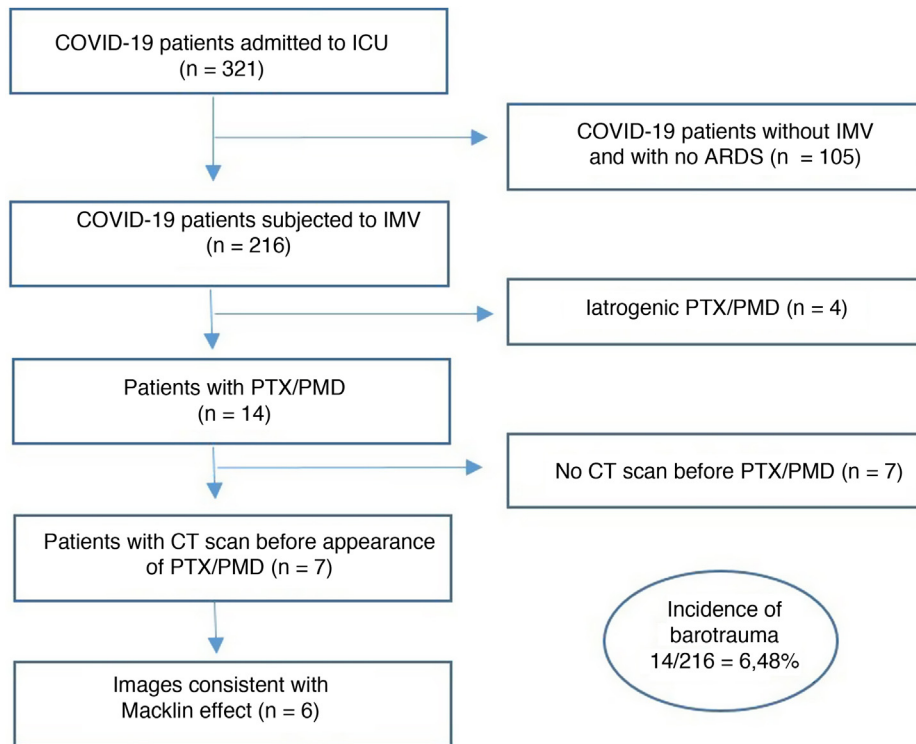 COVID-19 patients admitted to ICU
(n = 321)
COVID-19 patients without IMV
and with no ARDS (n = 105)
COVID-19 patients subjected to IMV
(n = 216)
Iatrogenic PTX/PMD (n = 4)
Patients with PTX/PMD
(n = 14)
No CT scan before PTX/PMD (n = 7)
Patients with CT scan before appearance
of PTX/PMD (n = 7)
Incidence of
barotrauma
14/216 = 6,48%
Images consistent with
Macklin effect (n = 6)